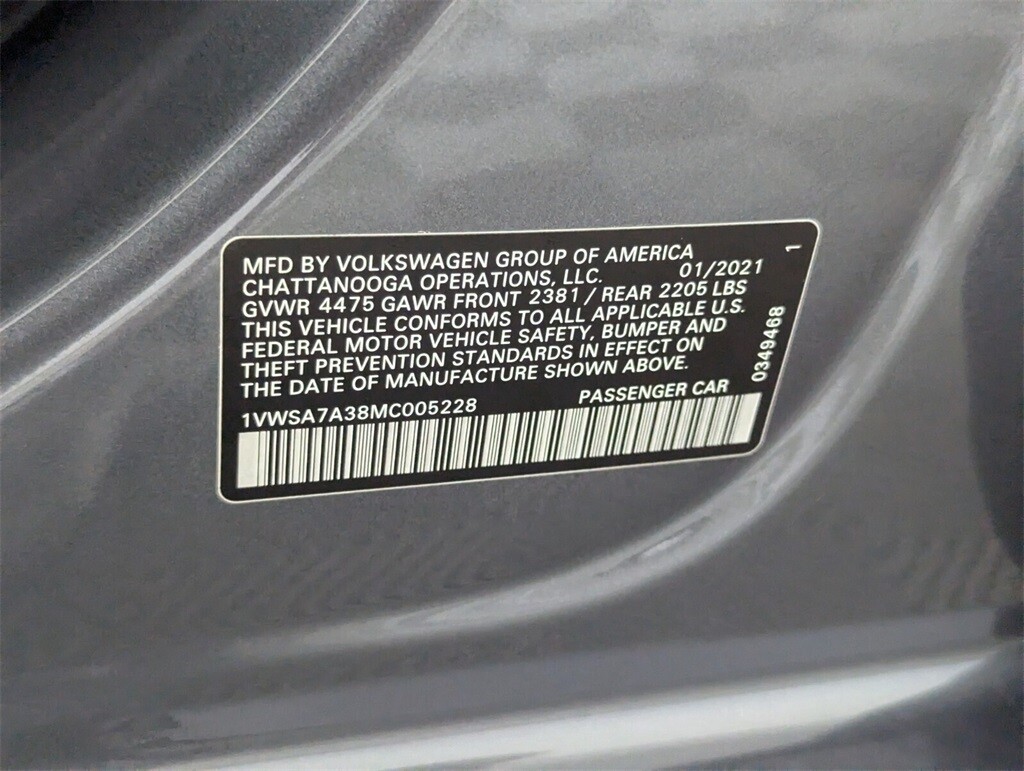 MFD BY VOLKSWAGEN GROUP OF AMERICA
CHATTANOOGA OPERATIONS, LLC. 01/2021
GVWR 4475 GAWR FRONT 2381 / REAR 2205 LBS
THIS VEHICLE CONFORMS TO ALL APPLICABLE U.S.
FEDERAL MOTOR VEHICLE SAFETY, BUMPER AND
THEFT PREVENTION STANDARDS IN EFFECT ON
THE DATE OF MANUFACTURE SHOWN ABOVE.
1VWSA7A38MC005228 PASSENGER CAR
0349468 1